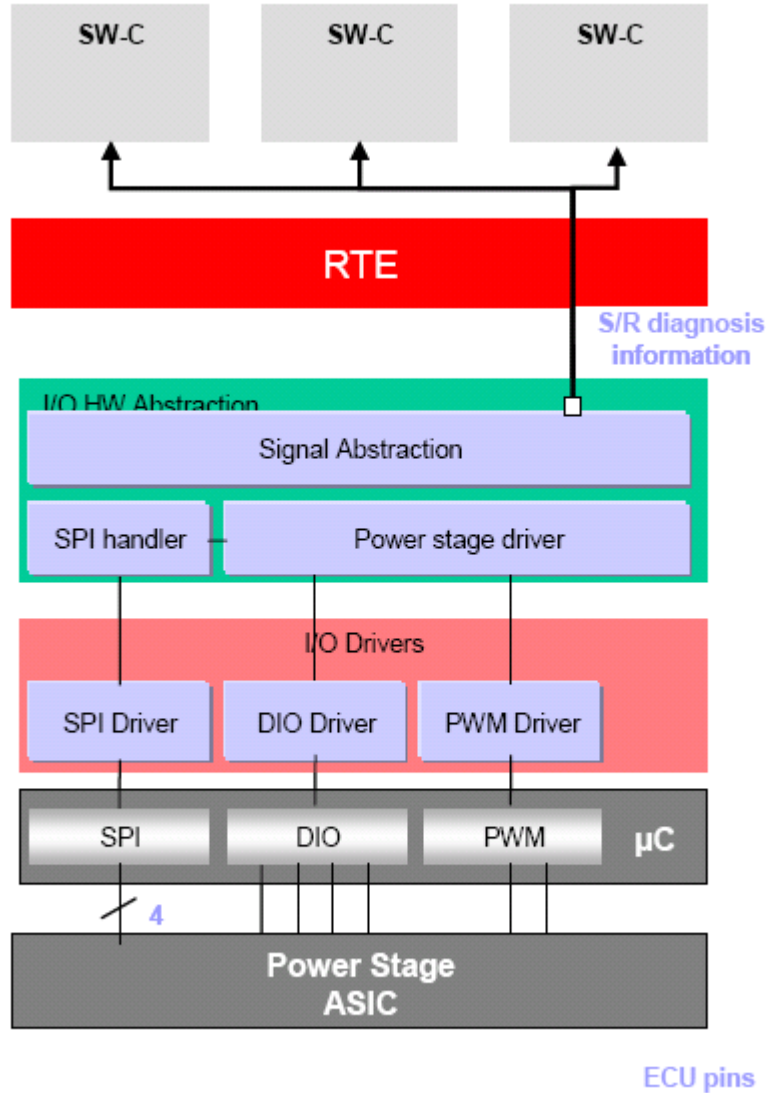 SW-C
SW-C
SW-C
RTE
S/R diagnosis
information
I/O HW Abstraction
Signal Abstraction
SPI handler
Power stage driver
I/O Drivers
SPI Driver
DIO Driver
PWM Driver
SPI
DIO
PWM
µC
4
Power Stage
ASIC
ECU pins